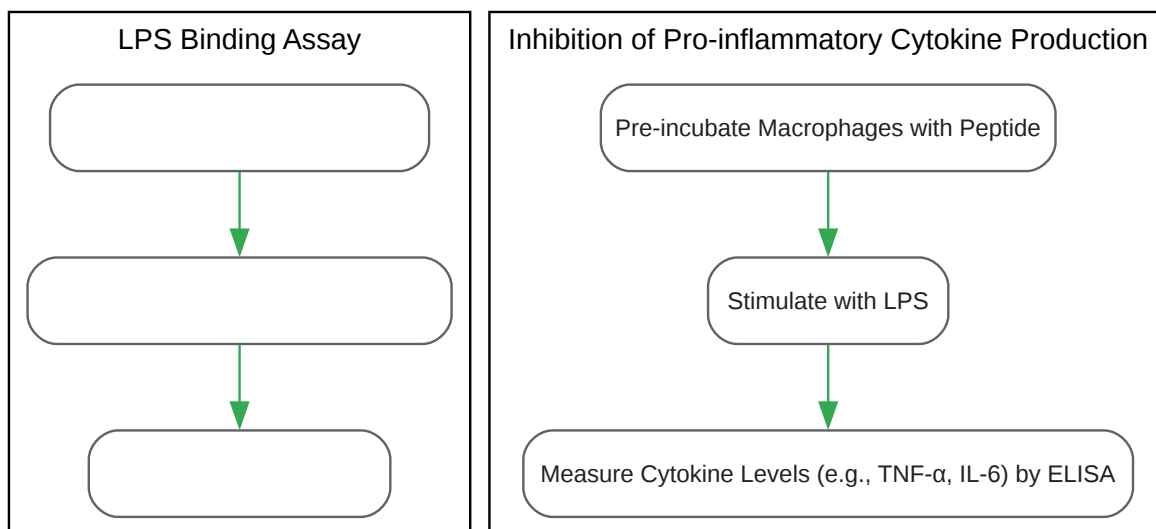 LPS Binding Assay
Inhibition of Pro-inflammatory Cytokine Production
Pre-incubate Macrophages with Peptide
Stimulate with LPS
Measure Cytokine Levels (e.g., TNF-α, IL-6) by ELISA